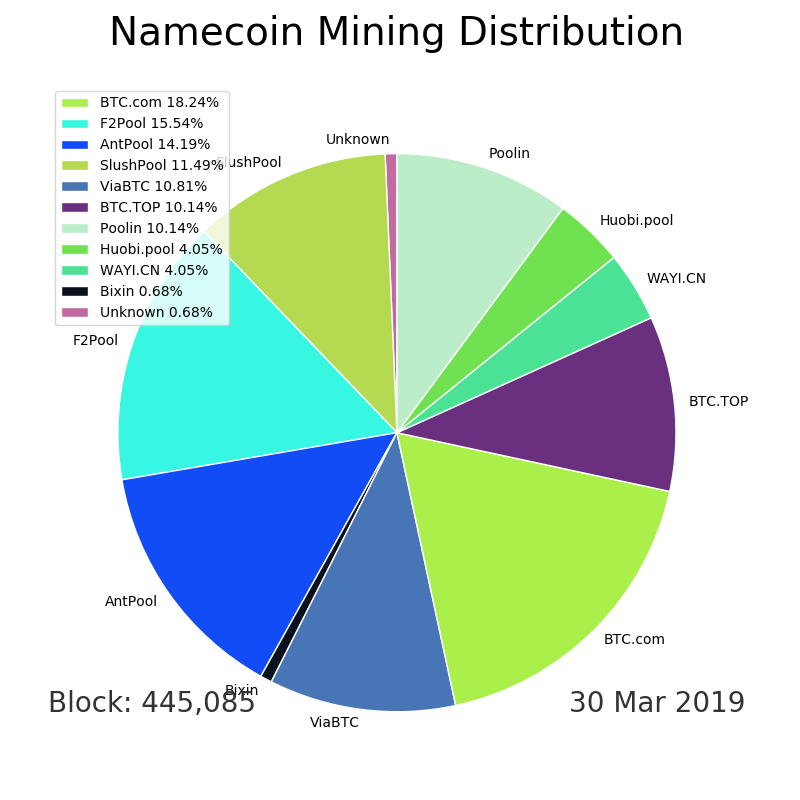 Namecoin Mining Distribution
BTC.com 18.24%
F2Pool 15.54%
AntPool 14.19%
SlushPool 11.49%
ViaBTC 10.81%
BTC.TOP 10.14%
Poolin 10.14%
Huobi.pool 4.05%
WAYI.CN 4.05%
Bixin 0.68%
Unknown 0.68%
Unknown
Poolin
SlushPool
Huobi.pool
WAYI.CN
F2Pool
BTC.TOP
AntPool
BTC.com
Bixin
Block: 445,085
30 Mar 2019
ViaBTC